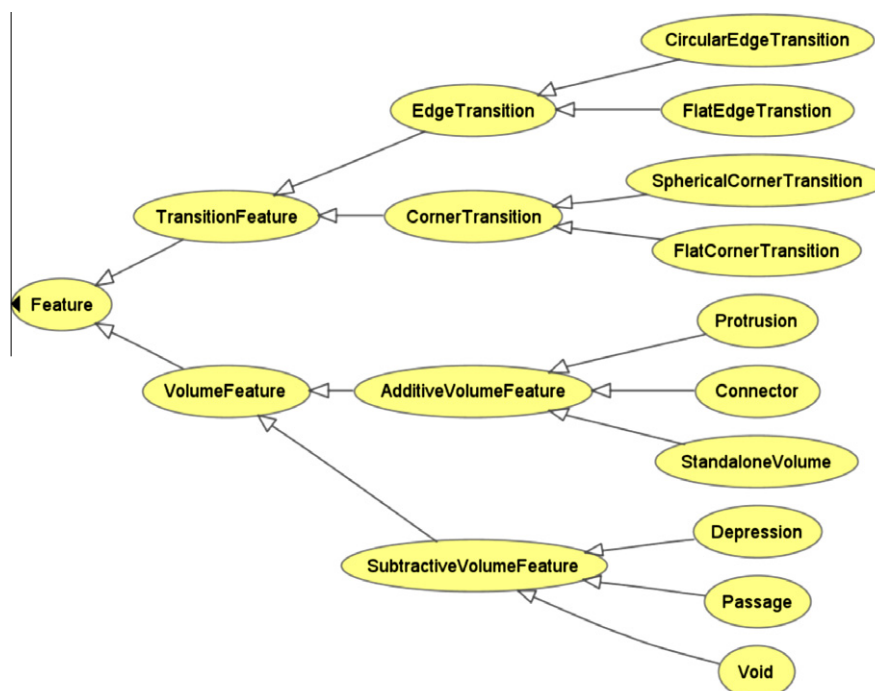 CircularEdgeTransition
EdgeTransition
FlatEdgeTranstion
SphericalCornerTransition
TransitionFeature
CornerTransition
FlatCornerTransition
Feature
Protrusion
VolumeFeature
AdditiveVolumeFeature
Connector
StandaloneVolume
Depression
SubtractiveVolumeFeature
Passage
Void